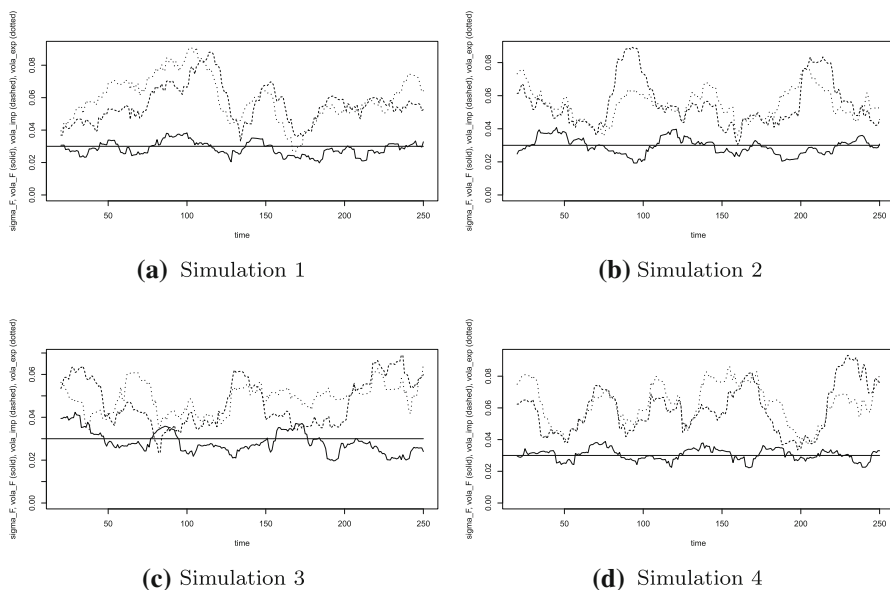 sigma_F, vola_F (solid), vola_imp (dashed), vola_exp (dotted)
0.00 0.02 0.04 0.06 0.08
50 100 150 200 250
time
(a) Simulation 1
sigma_F, vola_F (solid), vola_imp (dashed), vola_exp (dotted)
0.00 0.02 0.04 0.06 0.08
50 100 150 200 250
time
(b) Simulation 2
sigma_F, vola_F (solid), vola_imp (dashed), vola_exp (dotted)
0.00 0.02 0.04 0.06
50 100 150 200 250
time
(c) Simulation 3
sigma_F, vola_F (solid), vola_imp (dashed), vola_exp (dotted)
0.00 0.02 0.04 0.06 0.08
50 100 150 200 250
time
(d) Simulation 4